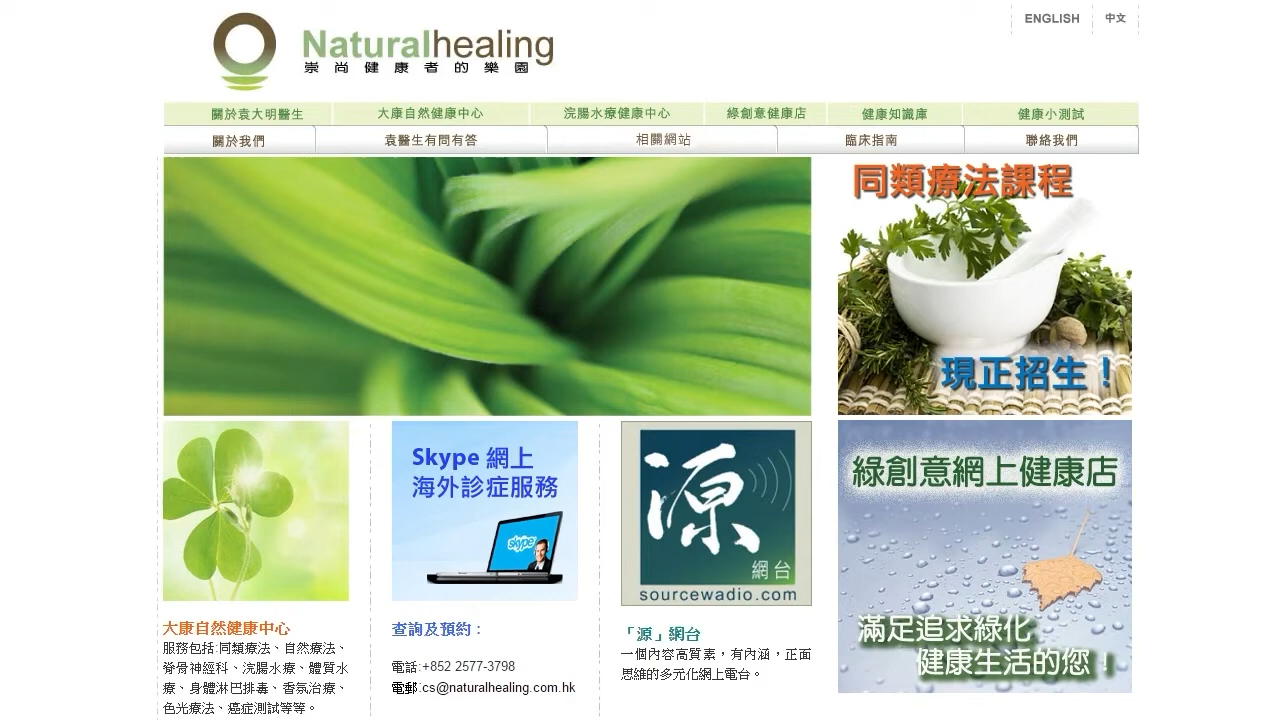 ENGLISH
中文
Naturalhealing
崇尚健康者的樂園
關於袁大明醫生
大康自然健康中心
浣腸水療健康中心
綠創意健康店
健康知識庫
健康小測試
關於我們
袁醫生有問有答
相關網站
臨床指南
聯絡我們
同類療法課程
現正招生！
Skype 網上
海外診症服務
skype
源
網台
sourcewadio.com
綠創意網上健康店
滿足追求綠化
健康生活的您！
大康自然健康中心
服務包括:同類療法、自然療法、
脊骨神經科、浣腸水療、體質水
療、身體淋巴排毒、香氛治療、
色光療法、癌症測試等等。
查詢及預約：
電話:+852 2577-3798
電郵:cs@naturalhealing.com.hk
「源」網台
一個內容高質素，有內涵，正面
思維的多元化網上電台。